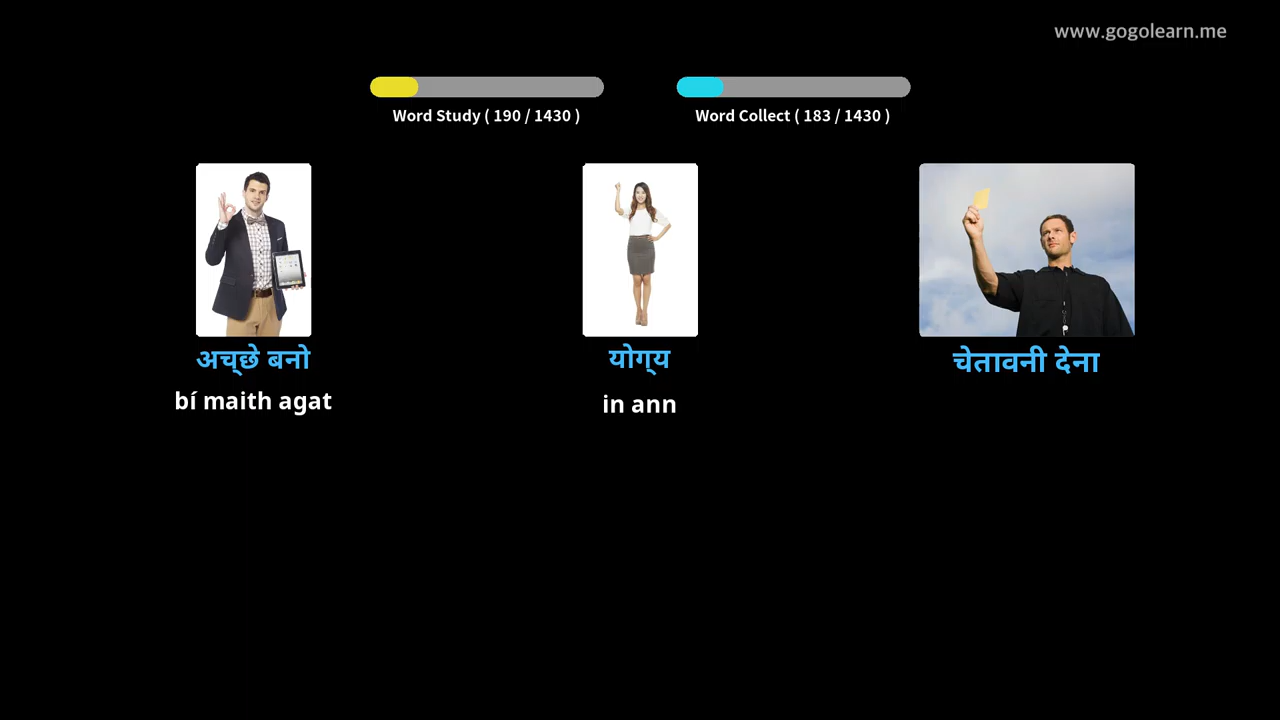 www.gogolearn.me
Word Study ( 190 / 1430 )
Word Collect ( 183 / 1430 )
अच्छे बनो
योग्य
चेतावनी देना
bí maith agat
in ann